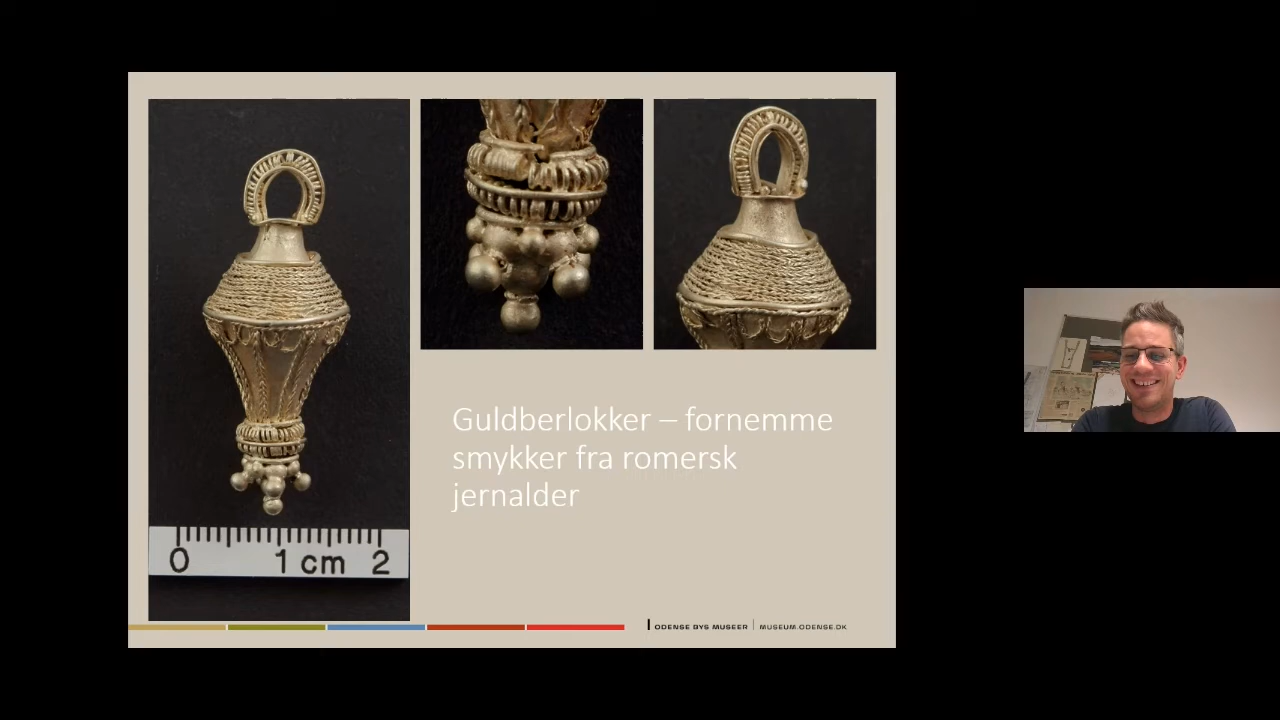 Guldberlokker – fornemme
smykker fra romersk
jernalder
0 1 cm 2
ODENSE BYS MUSEER | MUSEUM.ODENSE.DK